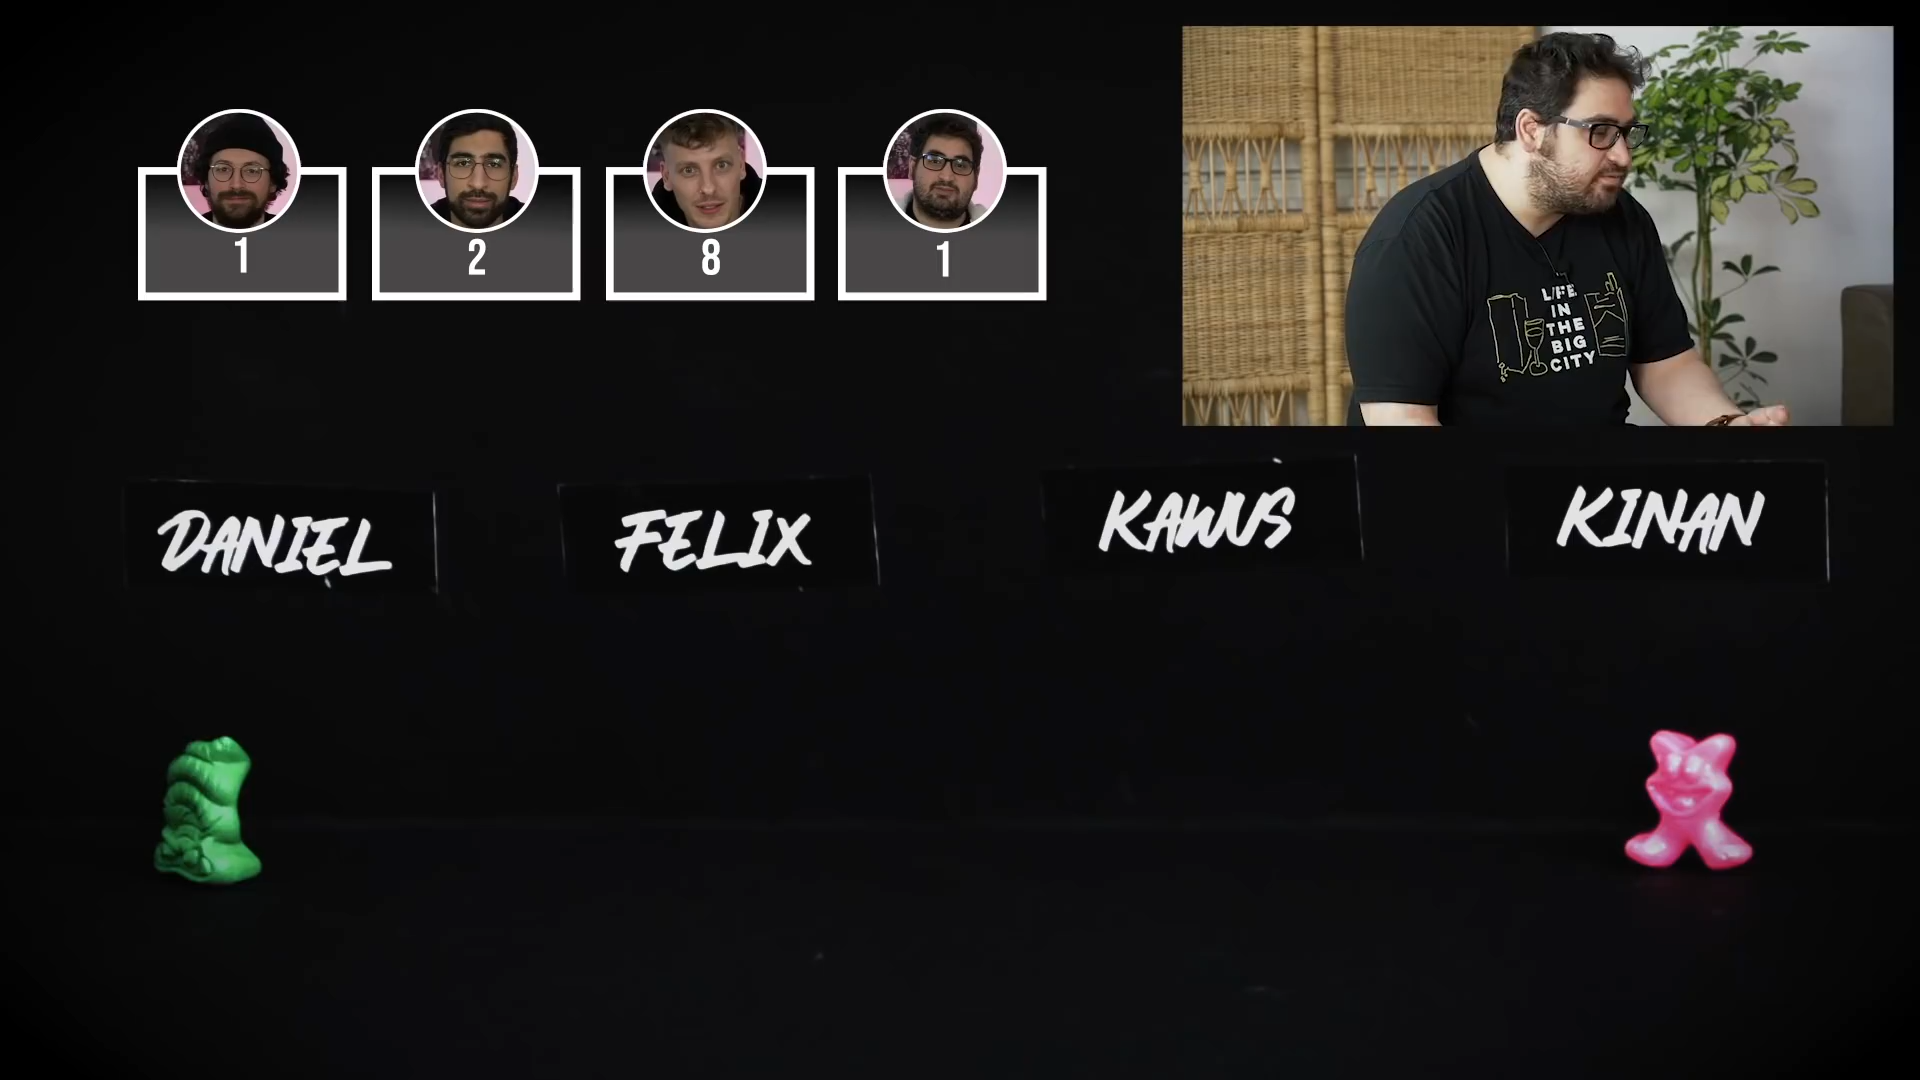 1
2
8
1
LIFE
IN
THE
BIG
CITY
DANIEL
FELIX
KAWUS
KINAN